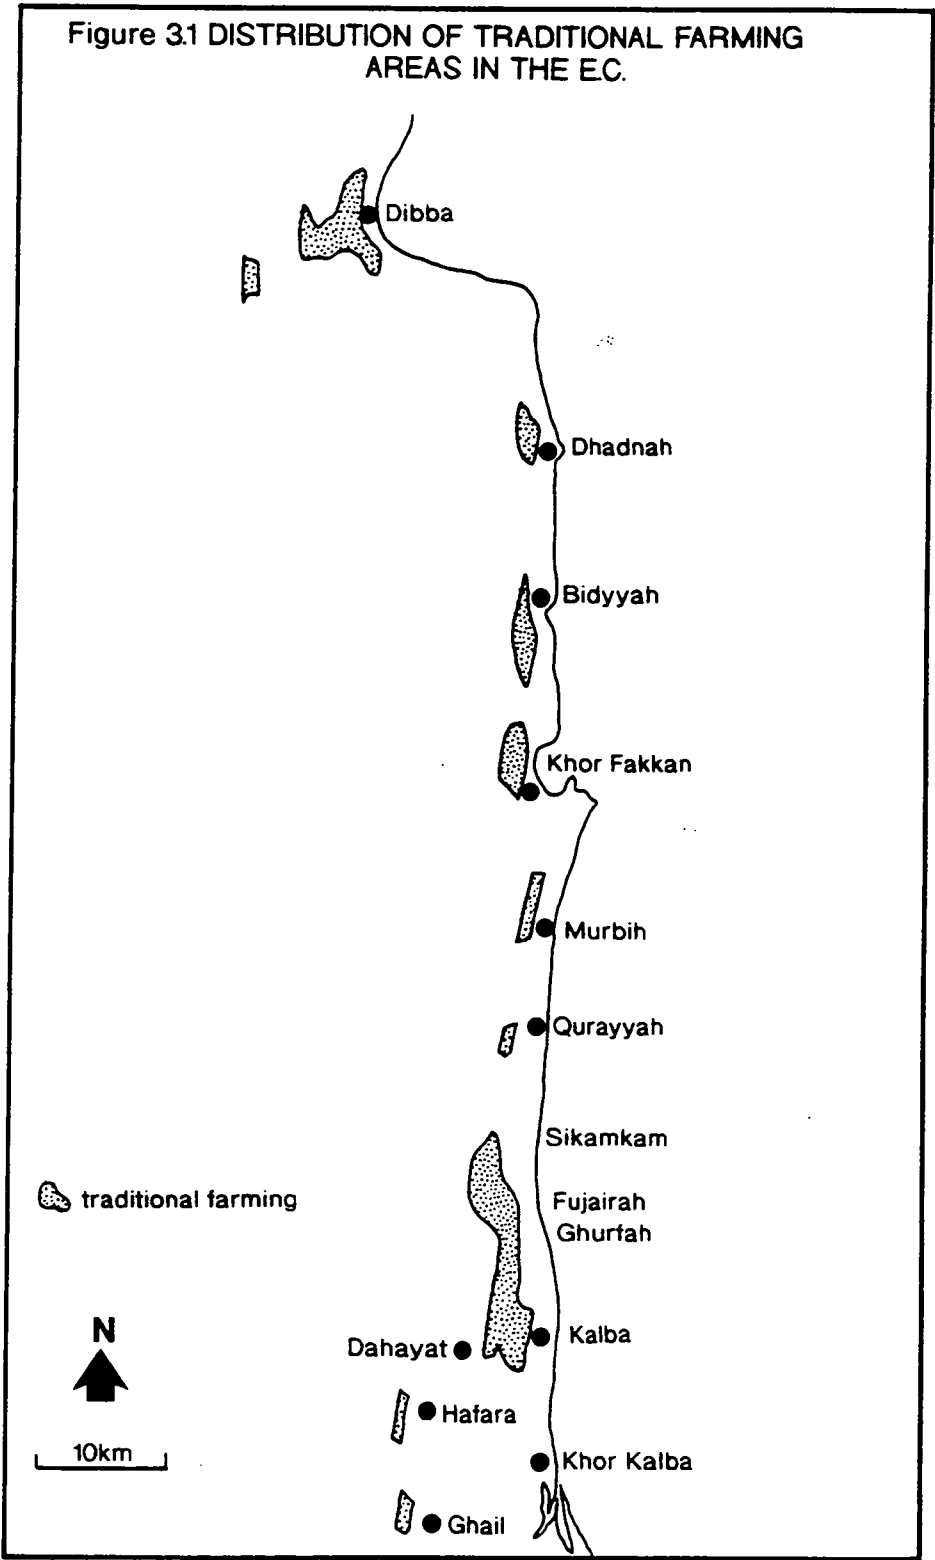 Figure 3.1 DISTRIBUTION OF TRADITIONAL FARMING
AREAS IN THE E.C.
Dibba
Dhadnah
Bidyyah
Khor Fakkan
Murbih
Qurayyah
Sikamkam
traditional farming
Fujairah
Ghurfah
N
Kalba
Dahayat
Hafara
10km
Khor Kalba
Ghail